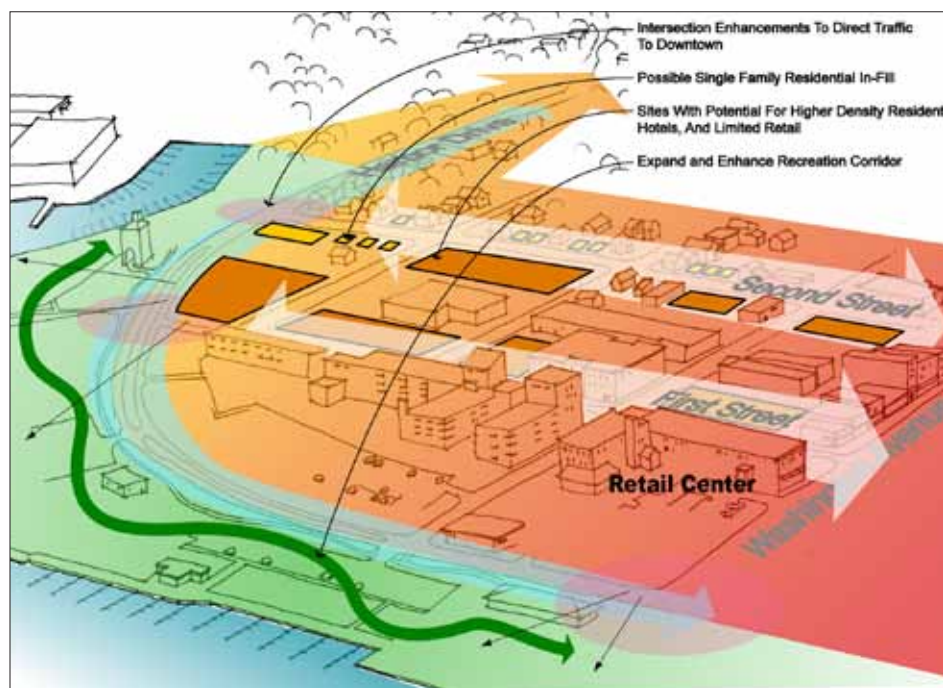 Intersection Enhancements To Direct Traffic
To Downtown
Possible Single Family Residential In-Fill
Sites With Potential For Higher Density Resident
Hotels, And Limited Retail
Expand and Enhance Recreation Corridor
Second Street
First Street
Retail Center